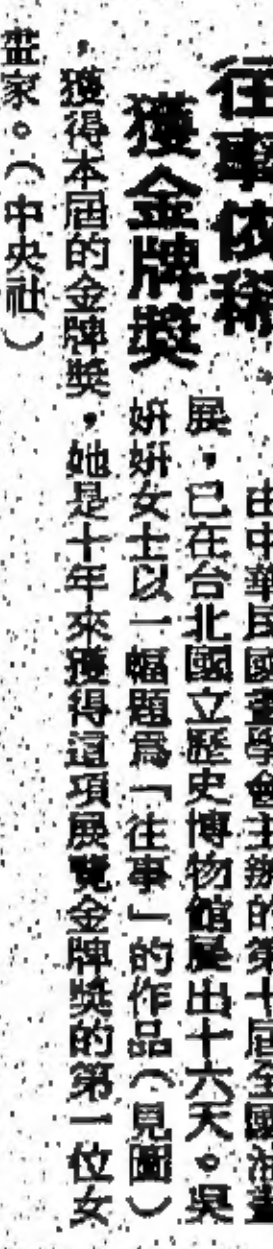 往事依稀
獲金牌獎
由中華民國畫學會主辦的第十屆全國油畫
展，已在台北國立歷史博物館展出十六天。吳
妍妍女士以一幅題為「往事」的作品（見圖）
，獲得本屆的金牌獎，她是十年來獲得這項展覽金牌獎的第一位女
畫家。（中央社）